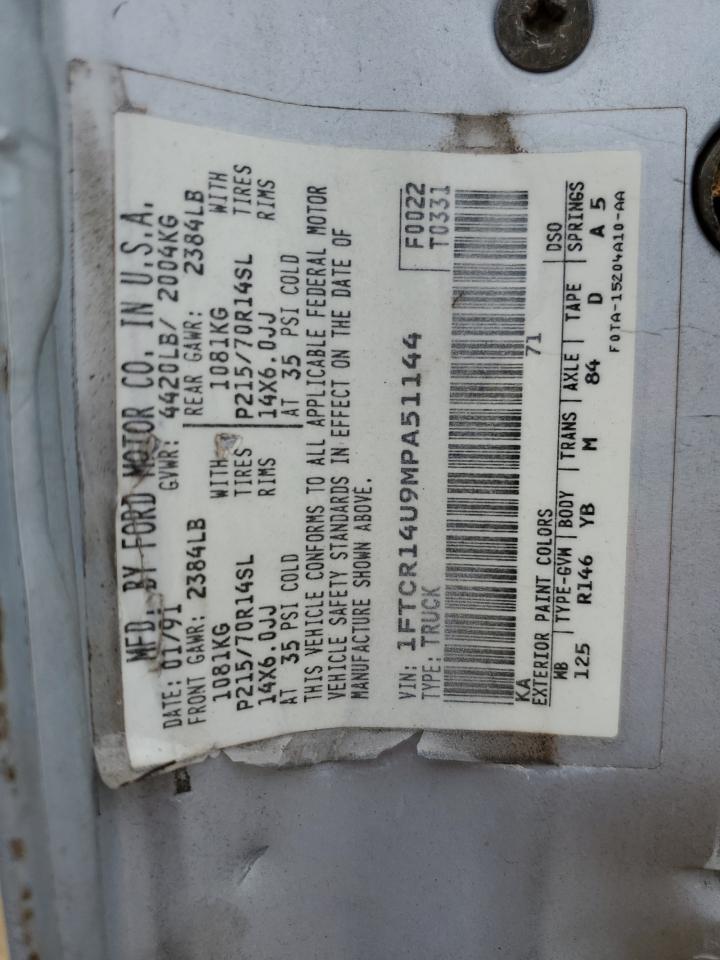 MFD. BY FORD MOTOR CO. IN U.S.A.
DATE: 01/91 GVWR: 4420LB/ 2004KG
FRONT GAWR: 2384LB REAR GAWR: 2384LB
1081KG WITH 1081KG WITH
P215/70R14SL TIRES P215/70R14SL TIRES
14X6.0JJ RIMS 14X6.0JJ RIMS
AT 35 PSI COLD AT 35 PSI COLD
THIS VEHICLE CONFORMS TO ALL APPLICABLE FEDERAL MOTOR
VEHICLE SAFETY STANDARDS IN EFFECT ON THE DATE OF
MANUFACTURE SHOWN ABOVE.
VIN: 1FTCR14U9MPA51144 F0022
TYPE: TRUCK T0331
KA 71
EXTERIOR PAINT COLORS DSO
WB TYPE-GVW BODY TRANS AXLE TAPE SPRINGS
125 R146 YB M 84 D A 5
F0TA-15204A10-AA